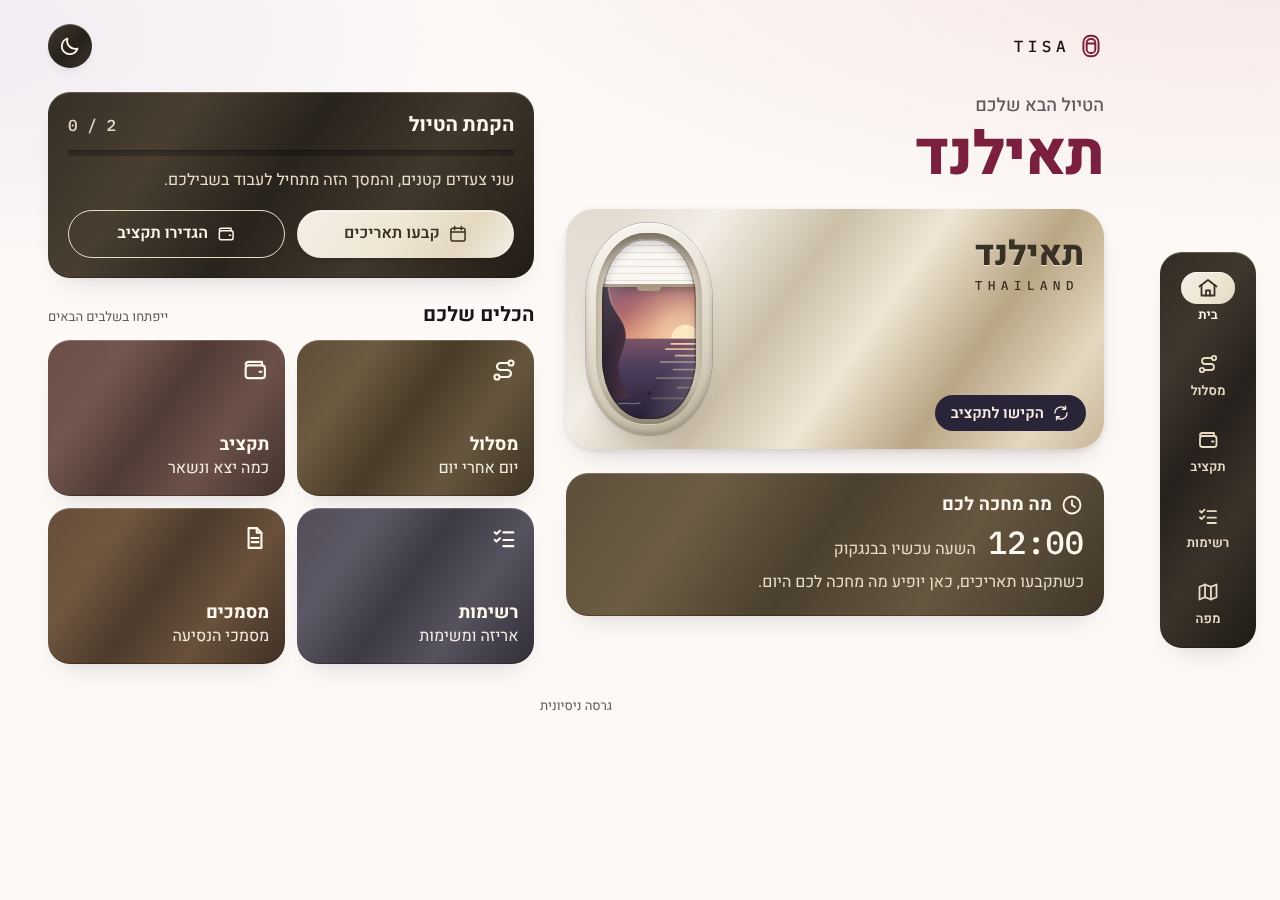 TISA
הטיול הבא שלכם
תאילנד
תאילנד
THAILAND
הקישו לתקציב
מה מחכה לכם
12:00 השעה עכשיו בבנגקוק
כשתקבעו תאריכים, כאן יופיע מה מחכה לכם היום.
הקמת הטיול
0 / 2
שני צעדים קטנים, והמסך הזה מתחיל לעבוד בשבילכם.
קבעו תאריכים
הגדירו תקציב
הכלים שלכם
ייפתחו בשלבים הבאים
מסלול
יום אחרי יום
תקציב
כמה יצא ונשאר
רשימות
אריזה ומשימות
מסמכים
מסמכי הנסיעה
בית
מסלול
תקציב
רשימות
מפה
גרסה ניסיונית